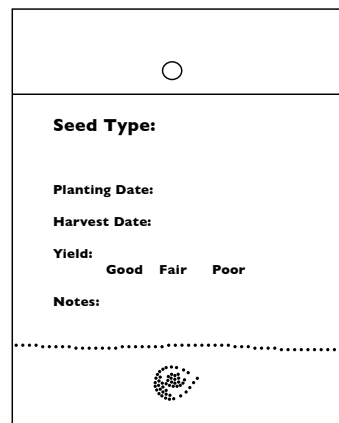 Seed Type:
Planting Date:
Harvest Date:
Yield:
Good Fair Poor
Notes: